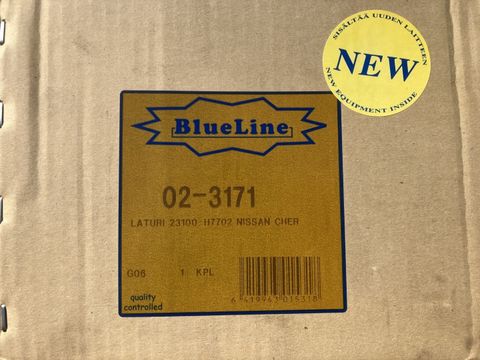 SISÄLTÄÄ UUDEN LAITTEEN
NEW
NEW EQUIPMENT INSIDE
BlueLine
02-3171
LATURI 23100 H7702 NISSAN CHER
G06 1 KPL
6 419963 015318
quality
controlled